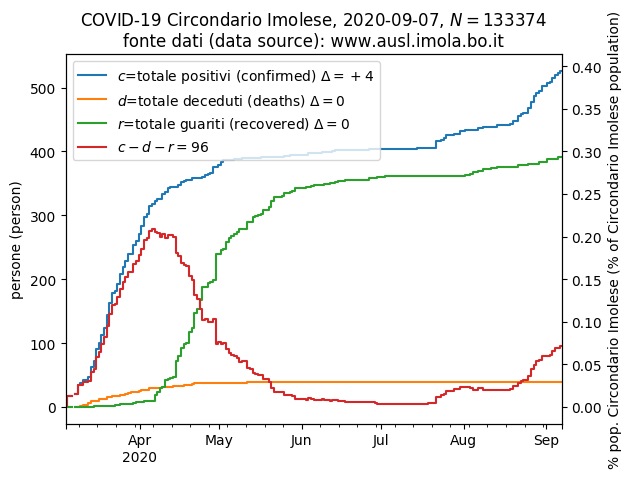 COVID-19 Circondario Imolese, 2020-09-07, N = 133374
fonte dati (data source): www.ausl.imola.bo.it
c=totale positivi (confirmed) Δ = +4
d=totale deceduti (deaths) Δ = 0
r=totale guariti (recovered) Δ = 0
c − d − r = 96
persone (person)
500
400
300
200
100
0
% pop. Circondario Imolese (% of Circondario Imolese population)
0.40
0.35
0.30
0.25
0.20
0.15
0.10
0.05
0.00
Apr May Jun Jul Aug Sep
2020